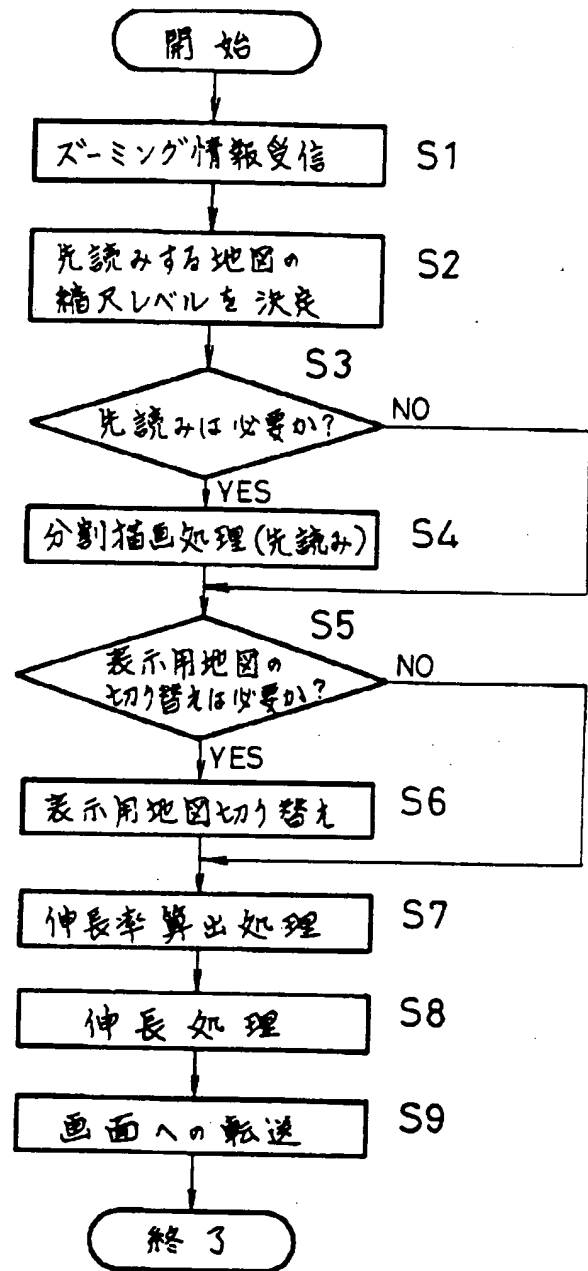 開始
ズーミング情報受信 S1
先読みする地図の
縮尺レベルを決定
S2
S3
先読みは必要か?
NO
YES
分割描画処理(先読み) S4
S5
表示用地図の
切り替えは必要か?
NO
YES
表示用地図切り替え S6
伸長率算出処理 S7
伸長処理 S8
画面への転送 S9
終了